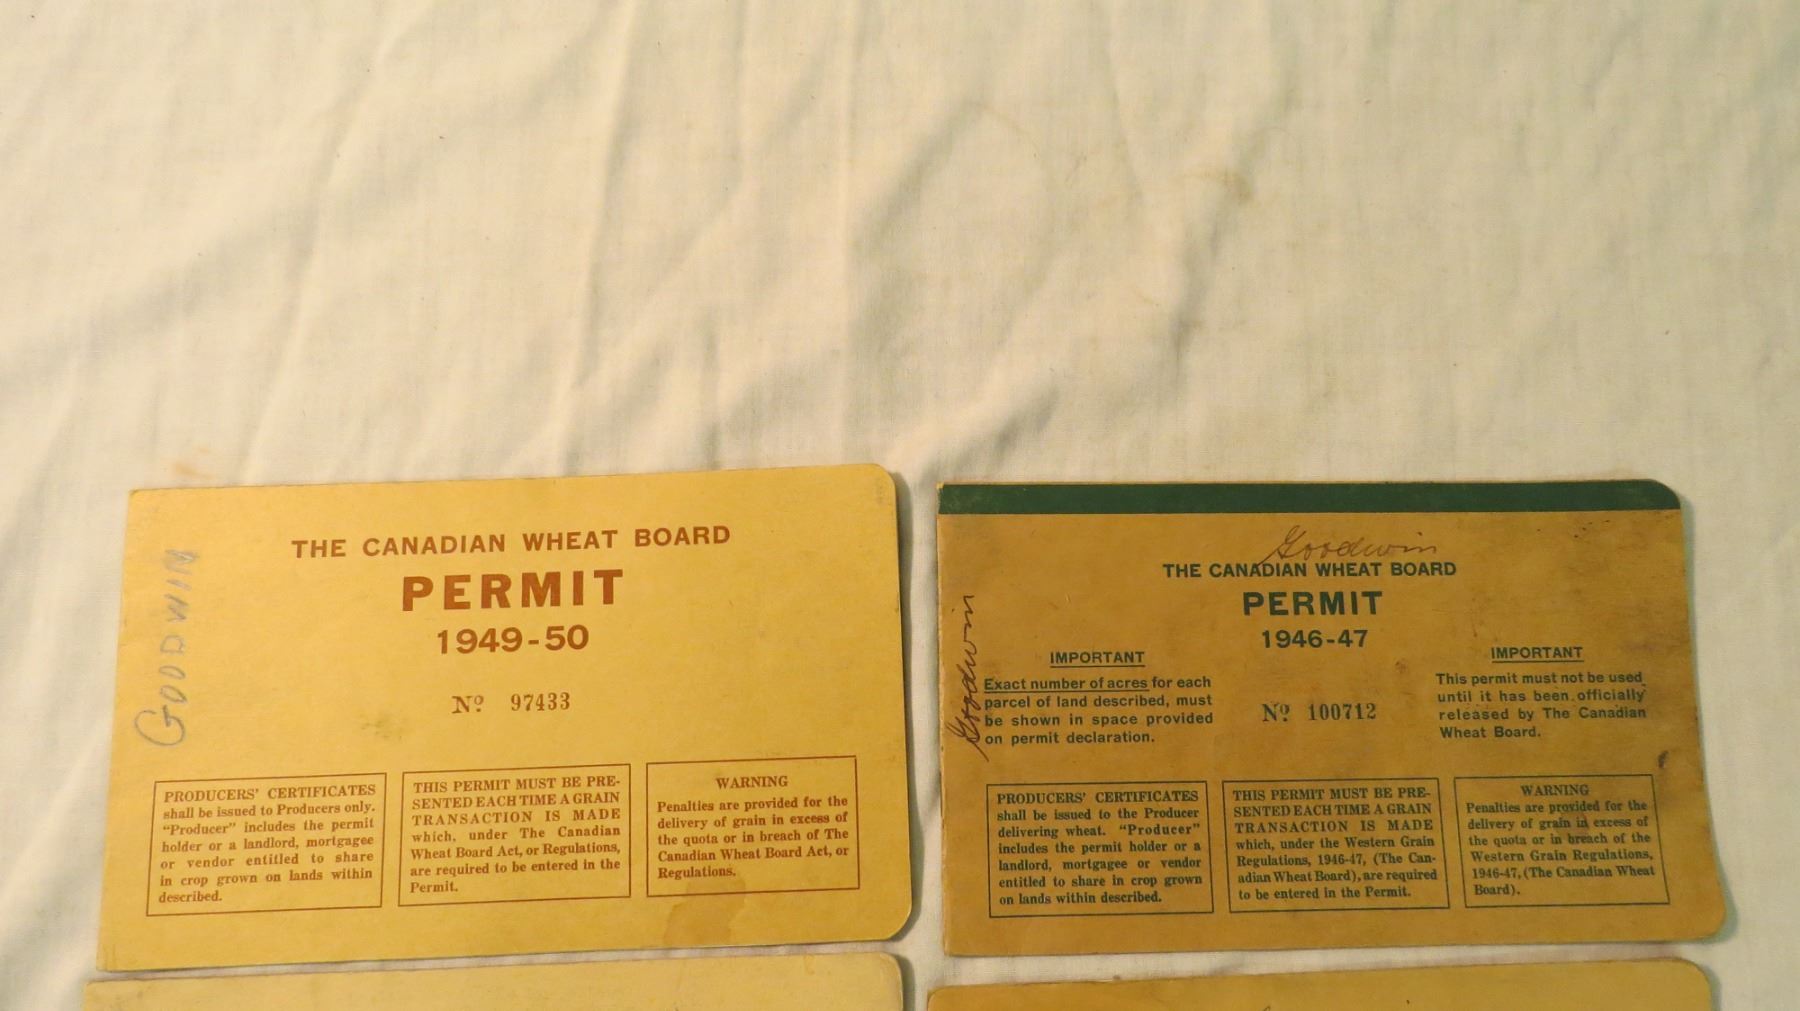 GOODWIN
THE CANADIAN WHEAT BOARD
PERMIT
1949-50
Nº 97433
PRODUCERS' CERTIFICATES
shall be issued to Producers only.
"Producer" includes the permit
holder or a landlord, mortgagee
or vendor entitled to share
in crop grown on lands within
described.
THIS PERMIT MUST BE PRE-
SENTED EACH TIME A GRAIN
TRANSACTION IS MADE
which, under The Canadian
Wheat Board Act, or Regulations,
are required to be entered in the
Permit.
WARNING
Penalties are provided for the
delivery of grain in excess of
the quota or in breach of The
Canadian Wheat Board Act, or
Regulations.
Goodwin
Goodwin
THE CANADIAN WHEAT BOARD
PERMIT
1946-47
IMPORTANT
Exact number of acres for each
parcel of land described, must
be shown in space provided
on permit declaration.
Nº 100712
IMPORTANT
This permit must not be used
until it has been officially
released by The Canadian
Wheat Board.
PRODUCERS' CERTIFICATES
shall be issued to the Producer
delivering wheat. "Producer"
includes the permit holder or a
landlord, mortgagee or vendor
entitled to share in crop grown
on lands within described.
THIS PERMIT MUST BE PRE-
SENTED EACH TIME A GRAIN
TRANSACTION IS MADE
which, under the Western Grain
Regulations, 1946-47, (The Can-
adian Wheat Board), are required
to be entered in the Permit.
WARNING
Penalties are provided for the
delivery of grain in excess of
the quota or in breach of the
Western Grain Regulations,
1946-47, (The Canadian Wheat
Board).